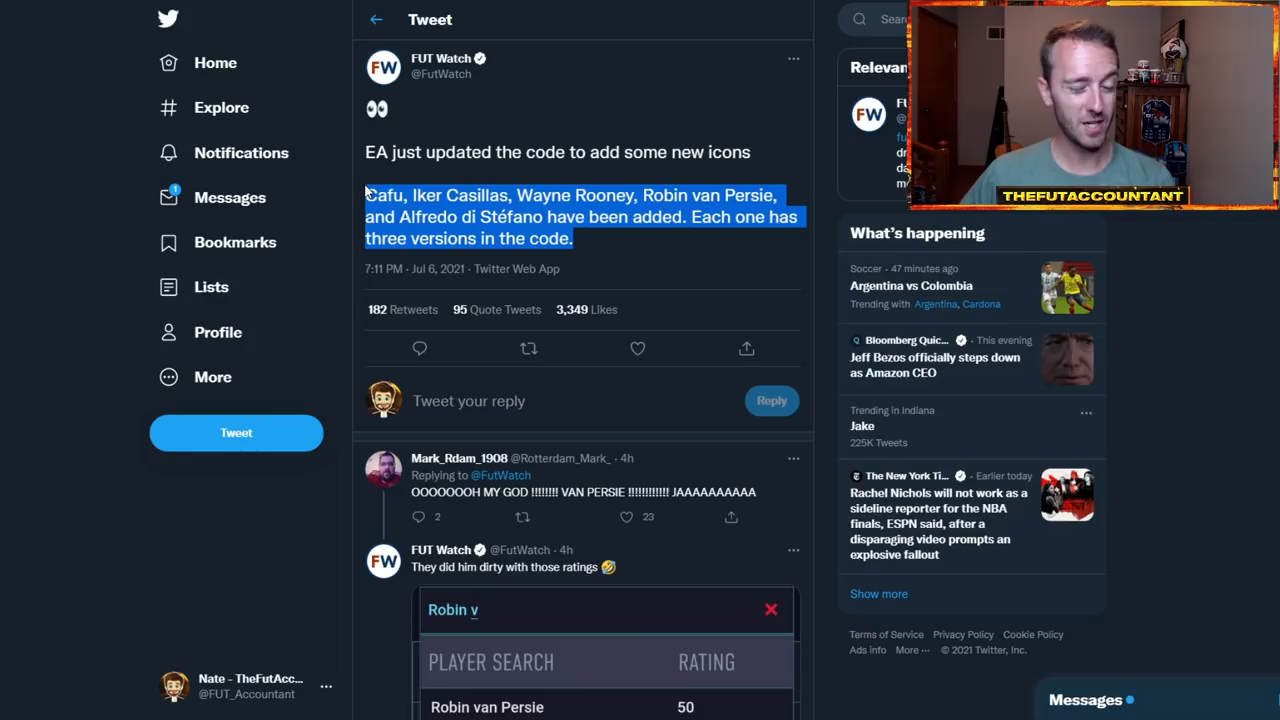 Home
Explore
Notifications
1
Messages
Bookmarks
Lists
Profile
More
Tweet
Nate - TheFutAcc...
@FUT_Accountant
Tweet
FW
FUT Watch
@FutWatch
EA just updated the code to add some new icons
Cafu, Iker Casillas, Wayne Rooney, Robin van Persie,
and Alfredo di Stéfano have been added. Each one has
three versions in the code.
7:11 PM · Jul 6, 2021 · Twitter Web App
182 Retweets 95 Quote Tweets 3,349 Likes
Tweet your reply
Reply
Mark_Rdam_1908 @Rotterdam_Mark_ · 4h
Replying to @FutWatch
OOOOOOOH MY GOD !!!!!!!! VAN PERSIE !!!!!!!!!!! JAAAAAAAAA
2 23
FW
FUT Watch @FutWatch · 4h
They did him dirty with those ratings
Robin v
PLAYER SEARCH RATING
Robin van Persie 50
Sear
Relevan
FW
THEFUTACCOUNTANT
What's happening
Soccer · 47 minutes ago
Argentina vs Colombia
Trending with Argentina, Cardona
Bloomberg Quic... · This evening
Jeff Bezos officially steps down
as Amazon CEO
Trending in Indiana
Jake
225K Tweets
The New York Ti... · Earlier today
Rachel Nichols will not work as a
sideline reporter for the NBA
finals, ESPN said, after a
disparaging video prompts an
explosive fallout
Show more
Terms of Service Privacy Policy Cookie Policy
Ads info More ··· © 2021 Twitter, Inc.
Messages